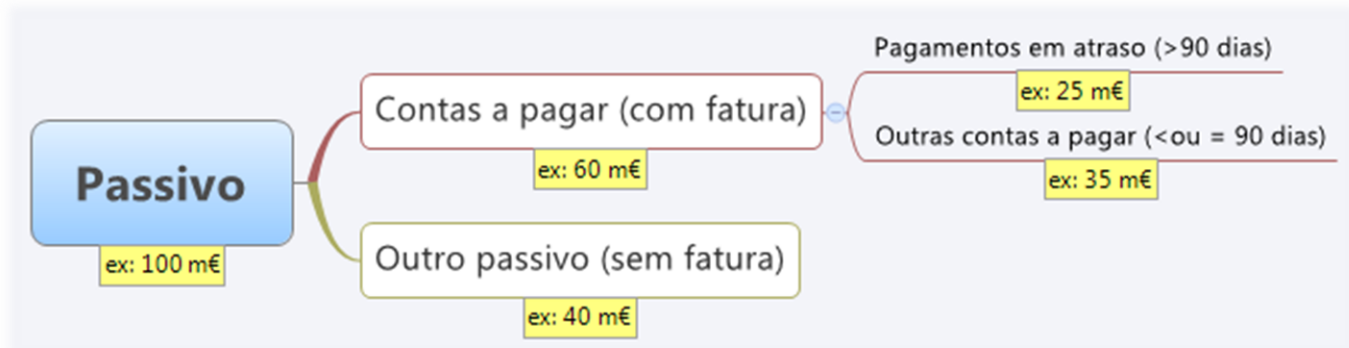 Passivo
ex: 100 m€
Contas a pagar (com fatura)
ex: 60 m€
Pagamentos em atraso (>90 dias)
ex: 25 m€
Outras contas a pagar (<ou = 90 dias)
ex: 35 m€
Outro passivo (sem fatura)
ex: 40 m€